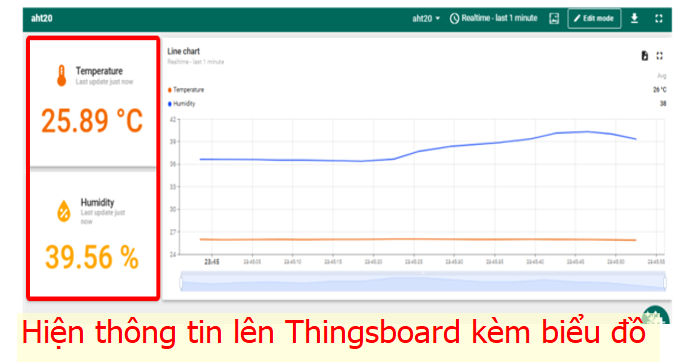 aht20
aht20 Realtime - last 1 minute Edit mode
Temperature
Last update just now
25.89 °C
Humidity
Last update just
now
39.56 %
Line chart
Realtime - last 1 minute
Avg
Temperature 26 °C
Humidity 38
42
39
36
33
30
27
24
23:45 23:45:05 23:45:10 23:45:15 23:45:20 23:45:25 23:45:30 23:45:35 23:45:40 23:45:45 23:45:50 23:45:55
Hiện thông tin lên Thingsboard kèm biểu đồ